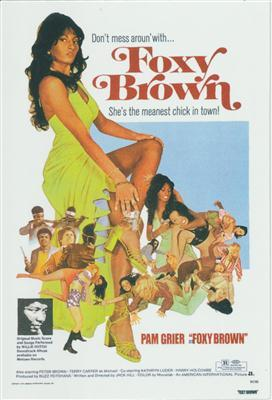 Don't mess aroun' with...
Foxy
Brown
She's the meanest chick in town!
Original Music Score
and Songs Performed
by WILLIE HUTCH
Soundtrack Album
available on
Motown Records
PAM GRIER as "FOXY BROWN"
Also starring PETER BROWN · TERRY CARTER as Michael · Co-starring KATHRYN LODER · HARRY HOLCOMBE
Produced by BUZZ FEITSHANS · Written and Directed by JACK HILL · COLOR by Movielab · An AMERICAN INTERNATIONAL Picture
R
"FOXY BROWN"